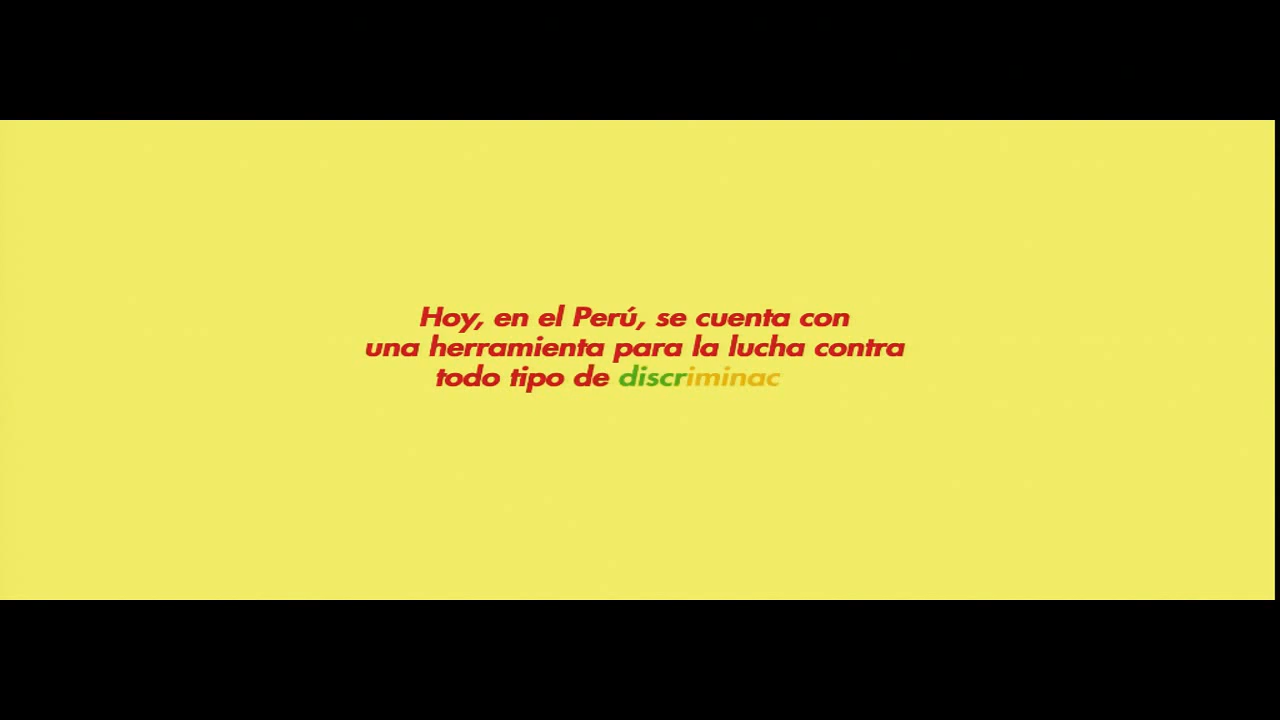 Hoy, en el Perú, se cuenta con
una herramienta para la lucha contra
todo tipo de discriminac